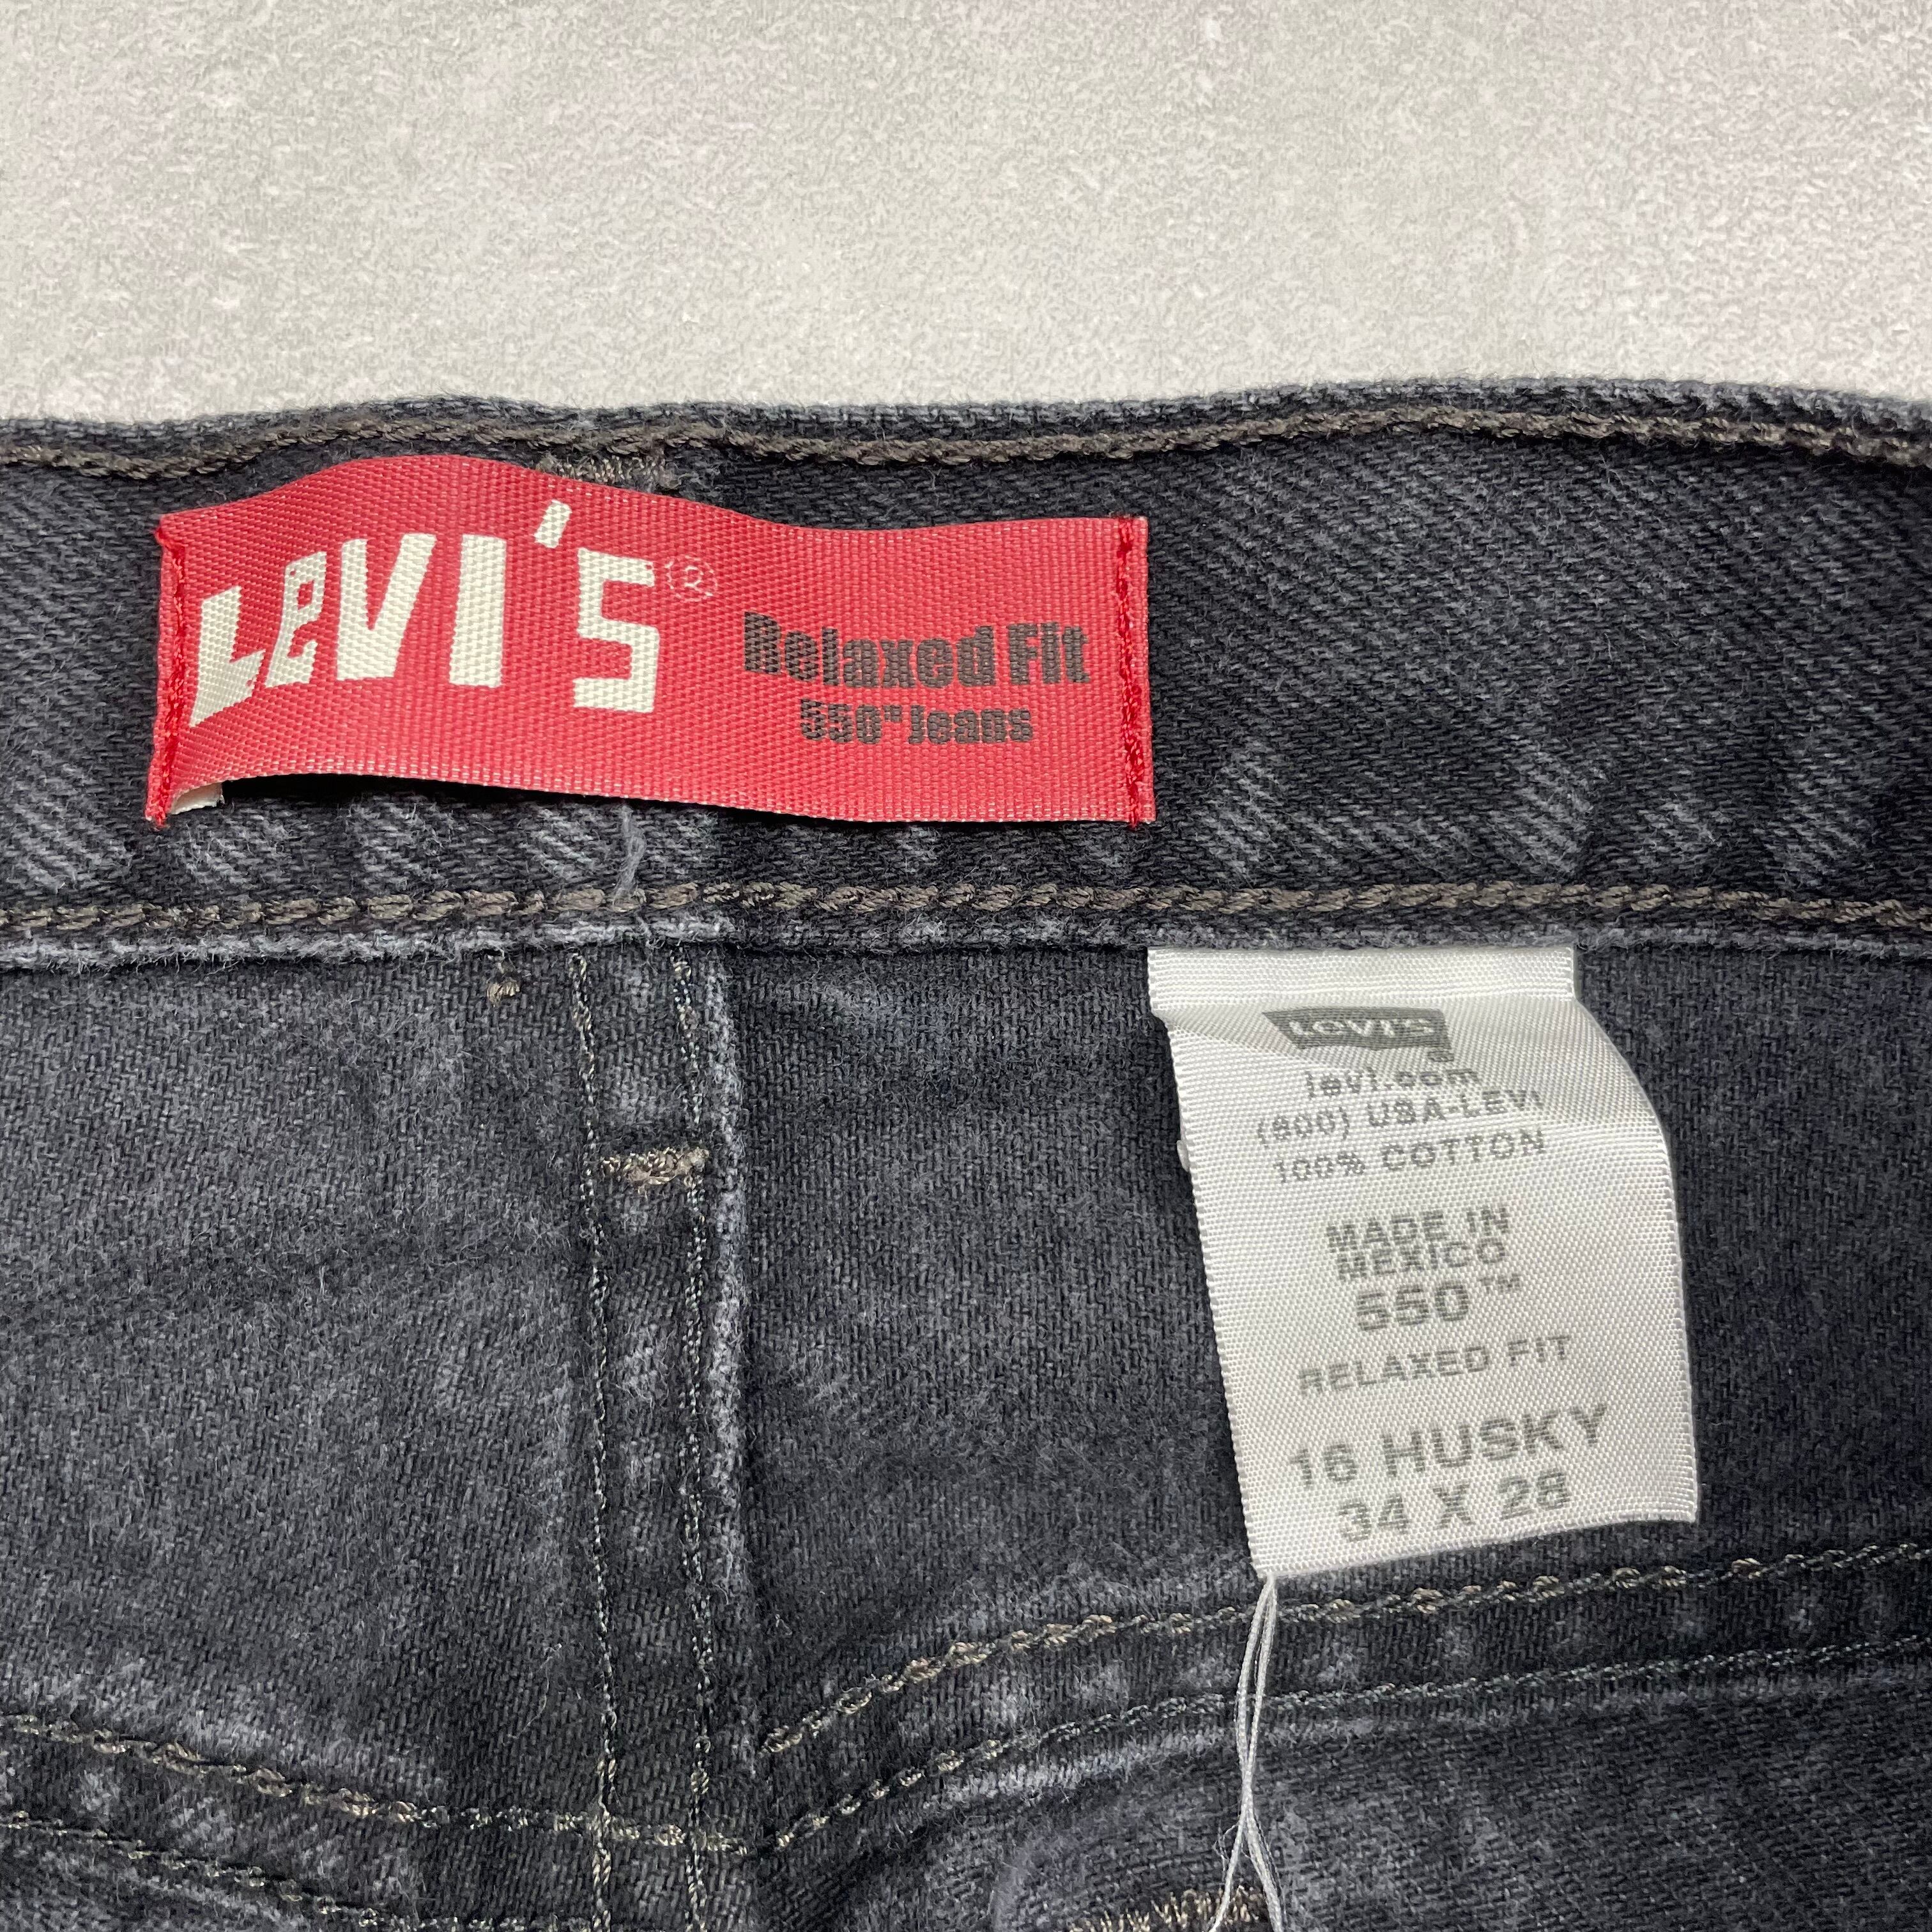 Levi's®
Relaxed Fit
550™ Jeans
Levi's
®
levi.com
(800) USA-LEVI
100% COTTON
MADE IN
MEXICO
550™
RELAXED FIT
16 HUSKY
34 X 28